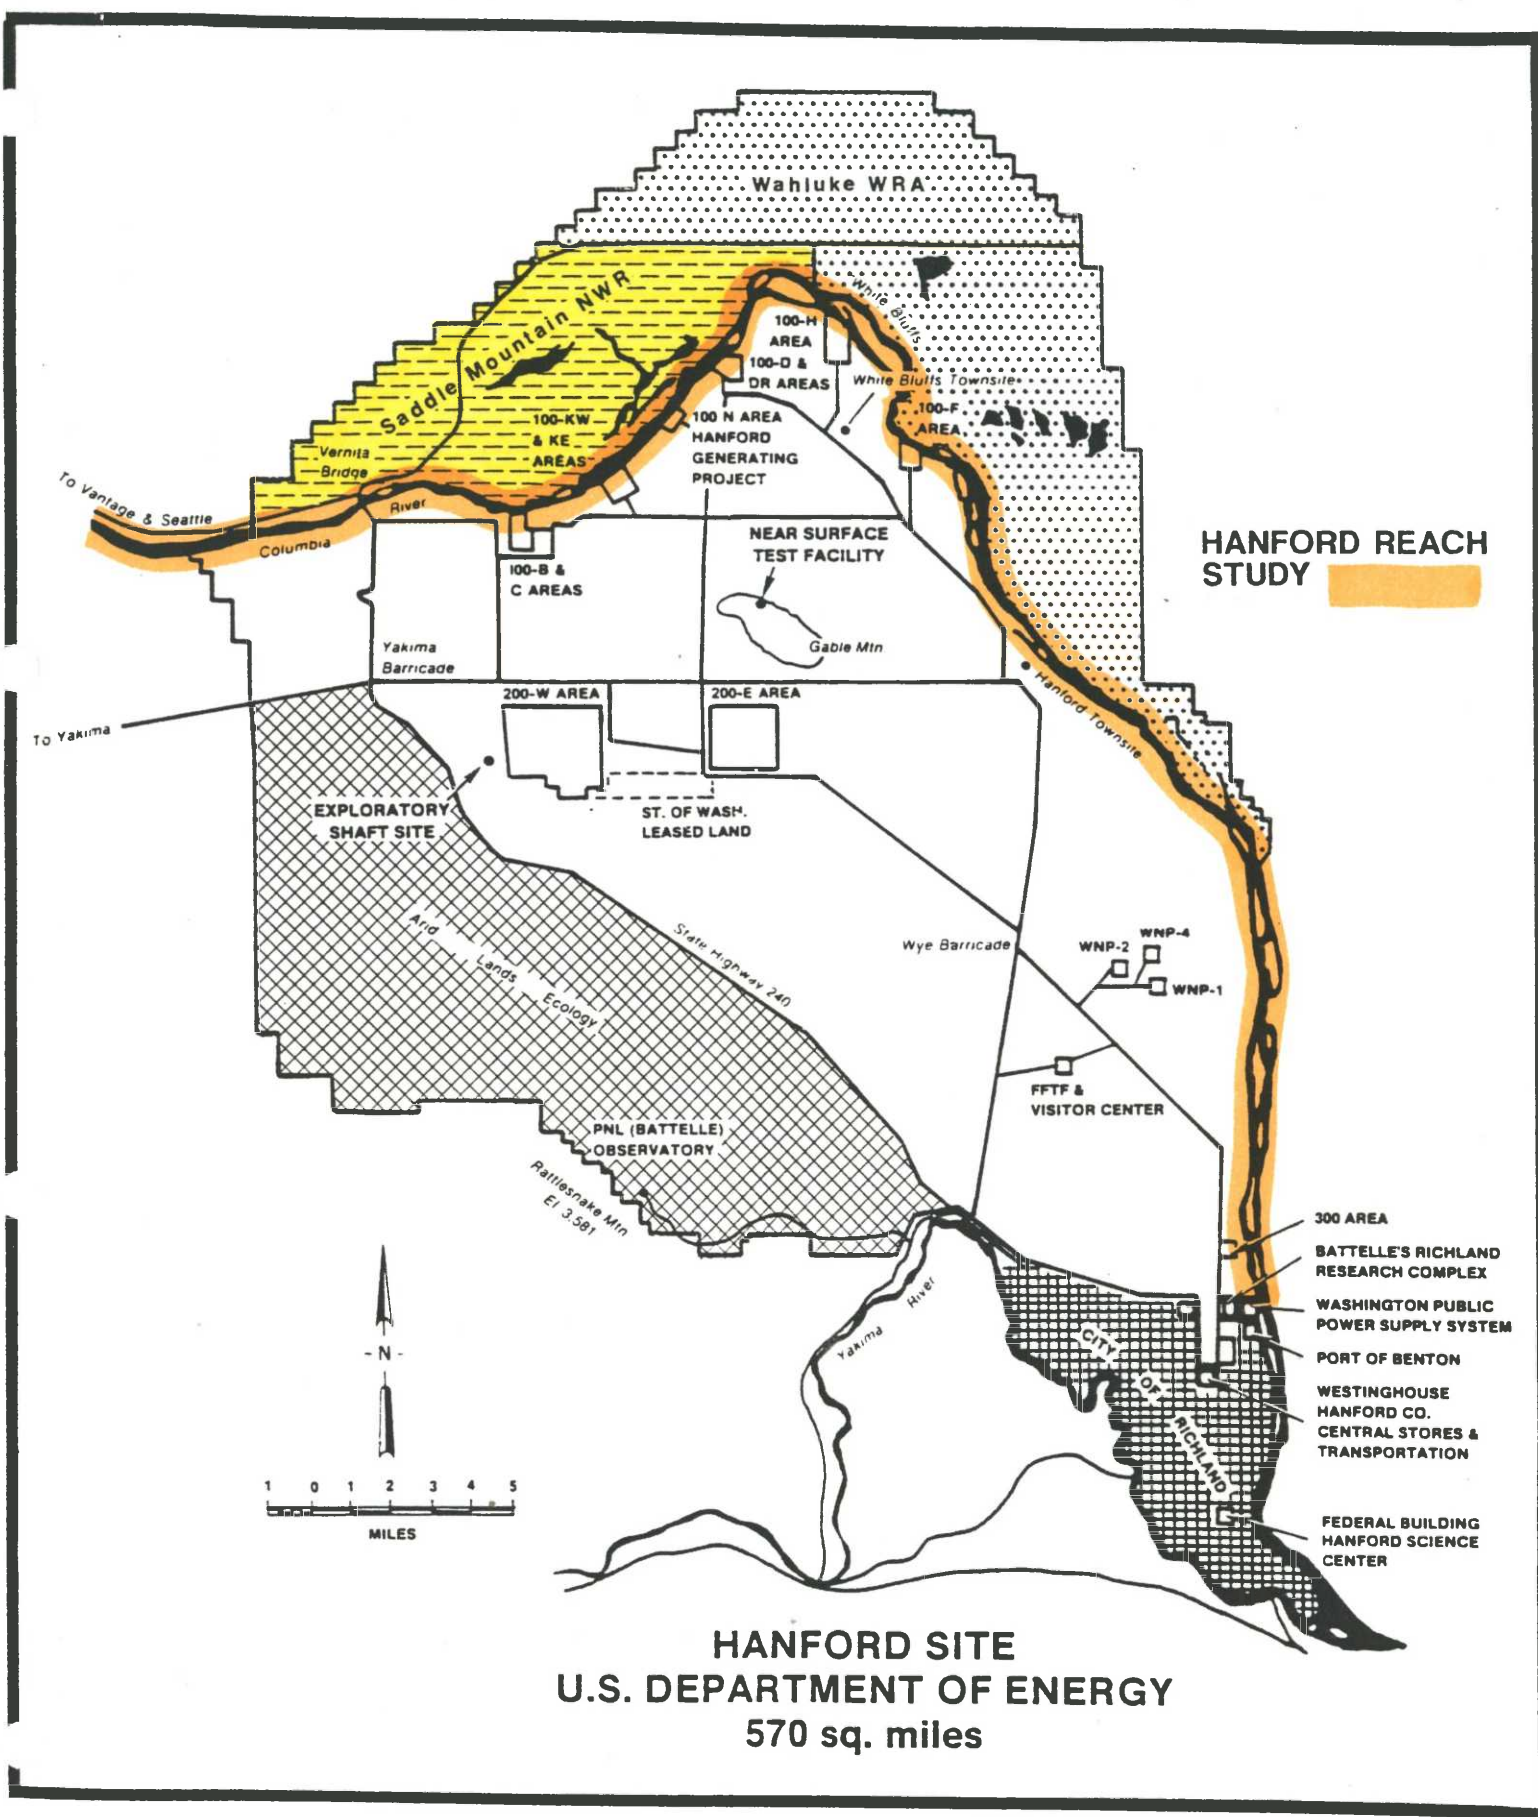 Wahluke WRA
Saddle Mountain NWR
White Bluffs
100-H
AREA
100-D &
DR AREAS
White Bluffs Townsite
100-F
AREA
100-KW
& KE
AREAS
100 N AREA
HANFORD
GENERATING
PROJECT
Vernita
Bridge
To Vantage & Seattle
River
Columbia
NEAR SURFACE
TEST FACILITY
HANFORD REACH
STUDY
100-B &
C AREAS
Gable Mtn
Yakima
Barricade
200-W AREA
200-E AREA
Hanford Townsite
To Yakima
EXPLORATORY
SHAFT SITE
ST. OF WASH.
LEASED LAND
Arid Lands Ecology
State Highway 240
Wye Barricade
WNP-2
WNP-4
WNP-1
FFTF &
VISITOR CENTER
PNL (BATTELLE)
OBSERVATORY
Rattlesnake Mtn
El 3,581
300 AREA
BATTELLE'S RICHLAND
RESEARCH COMPLEX
WASHINGTON PUBLIC
POWER SUPPLY SYSTEM
PORT OF BENTON
WESTINGHOUSE
HANFORD CO.
CENTRAL STORES &
TRANSPORTATION
Yakima River
CITY
OF
RICHLAND
- N -
1 0 1 2 3 4 5
MILES
FEDERAL BUILDING
HANFORD SCIENCE
CENTER
HANFORD SITE
U.S. DEPARTMENT OF ENERGY
570 sq. miles